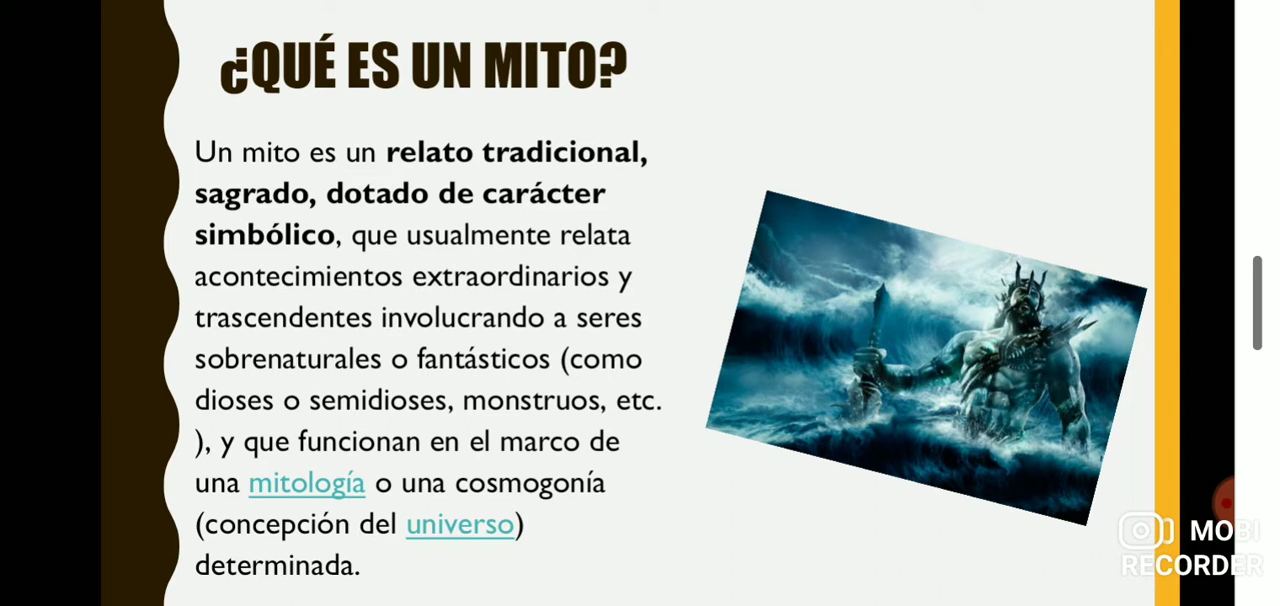 ¿QUÉ ES UN MITO?
Un mito es un relato tradicional,
sagrado, dotado de carácter
simbólico, que usualmente relata
acontecimientos extraordinarios y
trascendentes involucrando a seres
sobrenaturales o fantásticos (como
dioses o semidioses, monstruos, etc.
), y que funcionan en el marco de
una mitología o una cosmogonía
(concepción del universo)
determinada.
MOBI
RECORDER